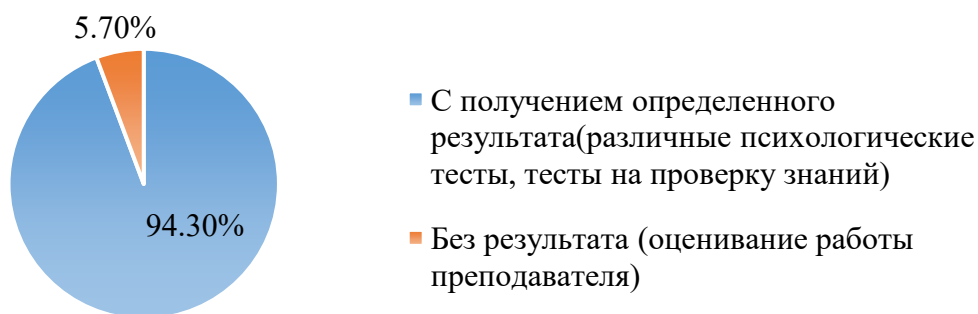 5.70%
94.30%
С получением определенного
результата(различные психологические
тесты, тесты на проверку знаний)
Без результата (оценивание работы
преподавателя)